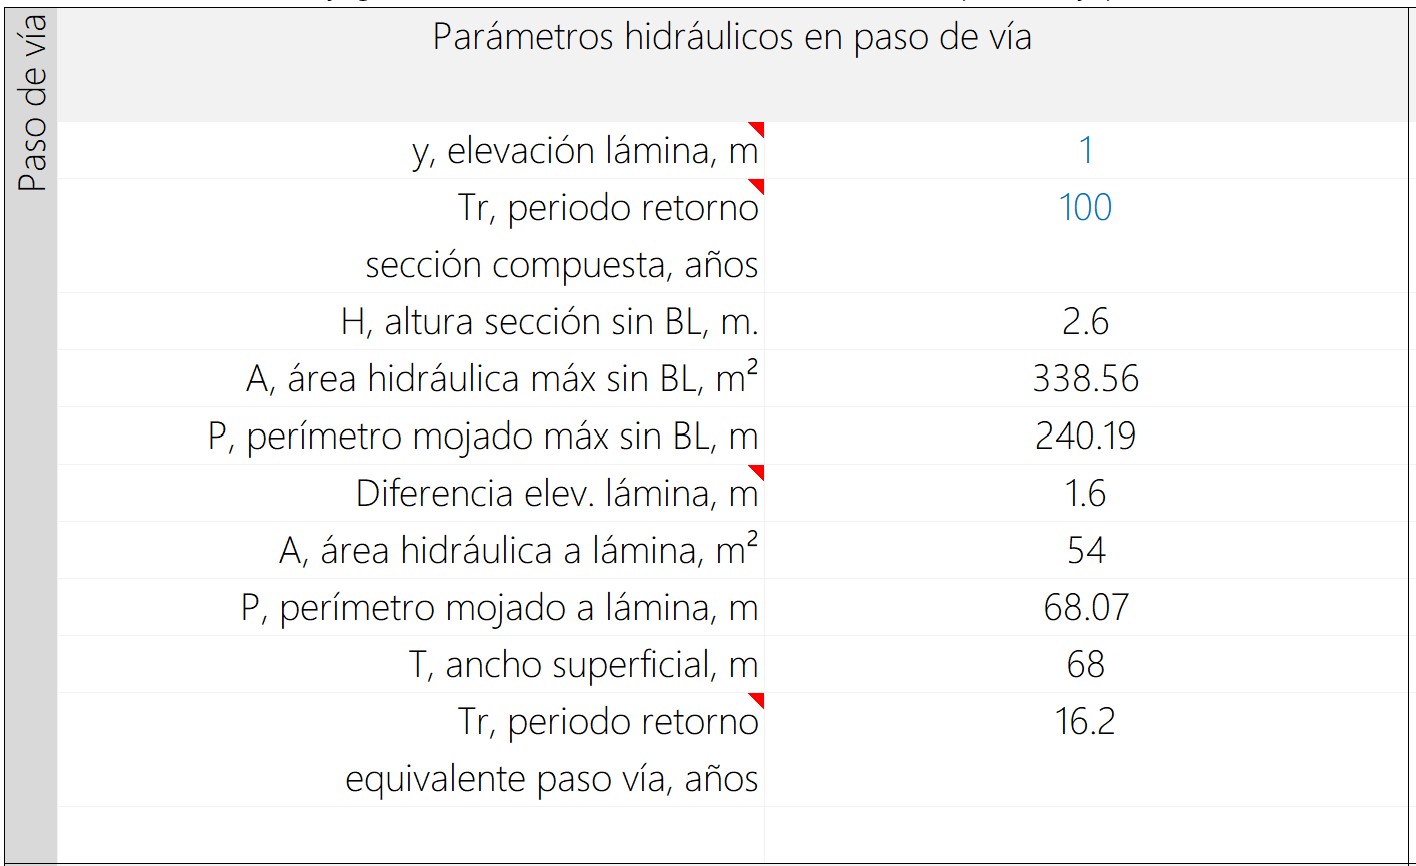 Paso de vía
Parámetros hidráulicos en paso de vía
y, elevación lámina, m 1
Tr, periodo retorno 100
sección compuesta, años
H, altura sección sin BL, m. 2.6
A, área hidráulica máx sin BL, m² 338.56
P, perímetro mojado máx sin BL, m 240.19
Diferencia elev. lámina, m 1.6
A, área hidráulica a lámina, m² 54
P, perímetro mojado a lámina, m 68.07
T, ancho superficial, m 68
Tr, periodo retorno 16.2
equivalente paso vía, años